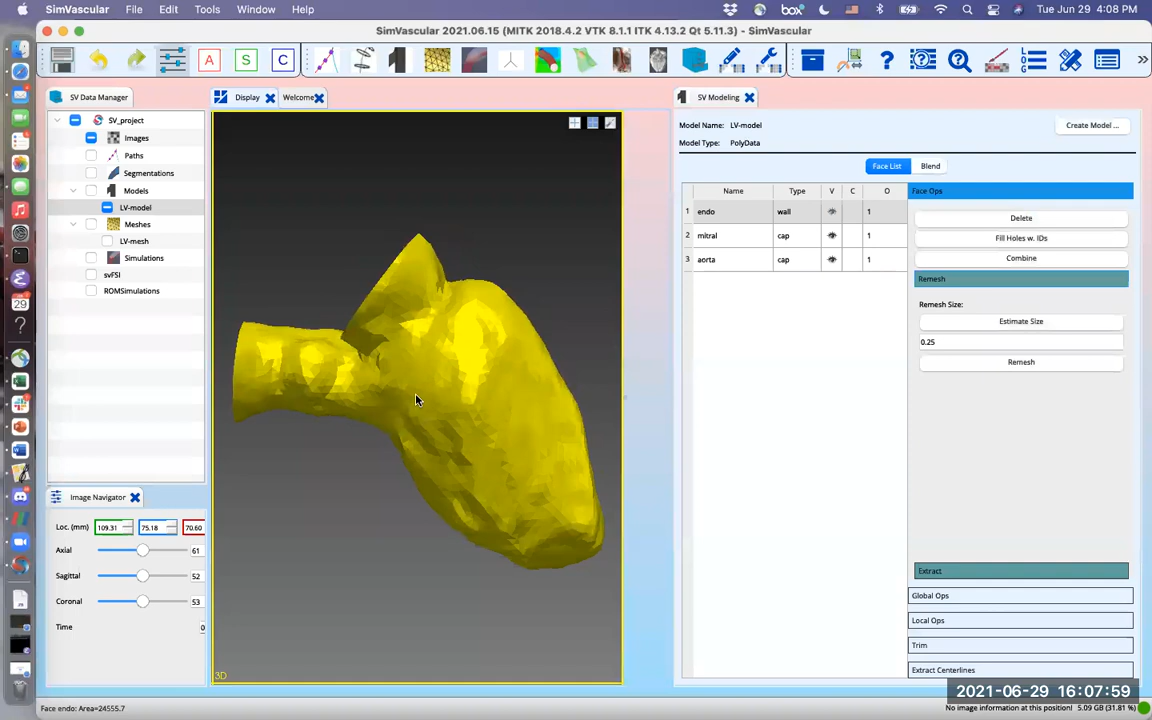 SimVascular File Edit Tools Window Help
box
Tue Jun 29 4:08 PM
SimVascular 2021.06.15 (MITK 2018.4.2 VTK 8.1.1 ITK 4.13.2 Qt 5.11.3) - SimVascular
A S C
SV Data Manager
Display Welcome
SV Modeling
SV_project
Images
Paths
Segmentations
Models
LV-model
Meshes
LV-mesh
Simulations
svFSI
ROMSimulations
Image Navigator
Loc. (mm) 109.31 75.18 70.60
Axial 61
Sagittal 52
Coronal 53
Time 0
3D
Model Name: LV-model
Create Model ...
Model Type: PolyData
Face List Blend
Name Type V C O
1 endo wall 1
2 mitral cap 1
3 aorta cap 1
Face Ops
Delete
Fill Holes w. IDs
Combine
Remesh
Remesh Size:
Estimate Size
0.25
Remesh
Extract
Global Ops
Local Ops
Trim
Extract Centerlines
2021-06-29 16:07:59
Face endo: Area=24555.7
No image information at this position! 5.09 GB (31.81 %)